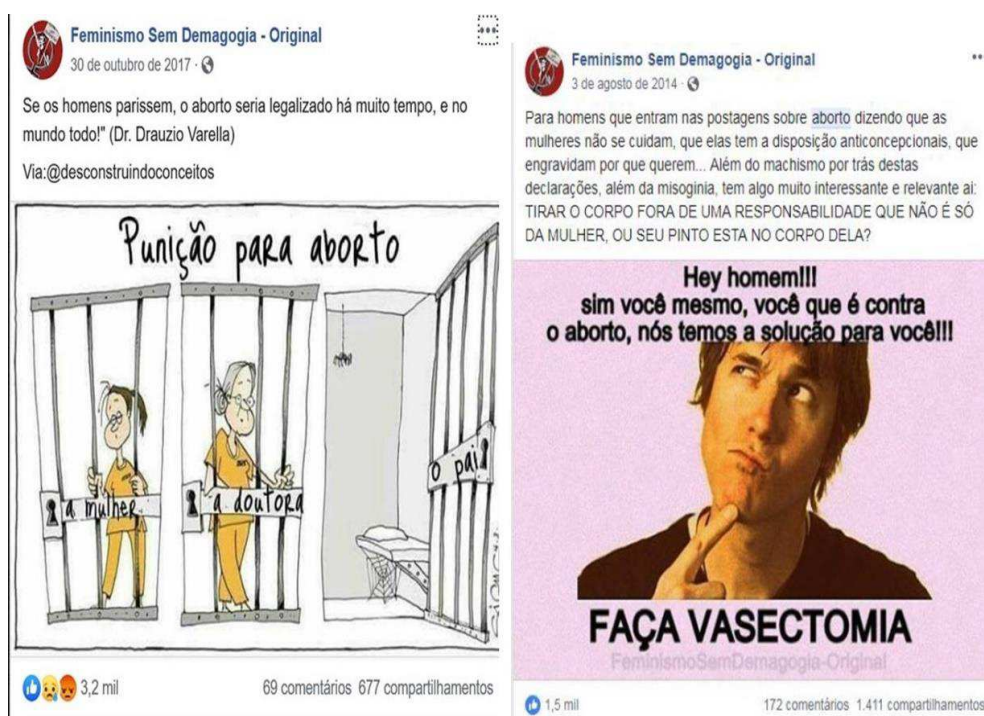 Feminismo Sem Demagogia - Original
30 de outubro de 2017 ·
Se os homens parissem, o aborto seria legalizado há muito tempo, e no
mundo todo!" (Dr. Drauzio Varella)
Via:@desconstruindoconceitos
Punição para aborto
a mulher
a doutora
o pai
3,2 mil
69 comentários 677 compartilhamentos
Feminismo Sem Demagogia - Original
3 de agosto de 2014 ·
Para homens que entram nas postagens sobre aborto dizendo que as
mulheres não se cuidam, que elas tem a disposição anticoncepcionais, que
engravidam por que querem... Além do machismo por trás destas
declarações, além da misoginia, tem algo muito interessante e relevante ai:
TIRAR O CORPO FORA DE UMA RESPONSABILIDADE QUE NÃO É SÓ
DA MULHER, OU SEU PINTO ESTA NO CORPO DELA?
Hey homem!!!
sim você mesmo, você que é contra
o aborto, nós temos a solução para você!!!
FAÇA VASECTOMIA
FeminismoSemDemagogia-Original
1,5 mil
172 comentários 1.411 compartilhamentos